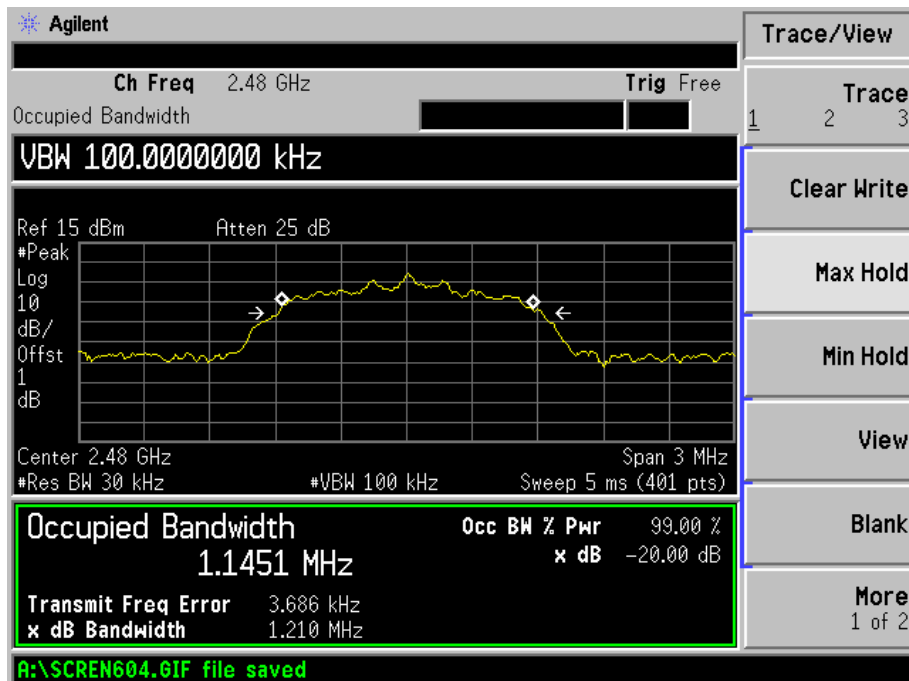 Agilent
Trace/View
Ch Freq 2.48 GHz Trig Free
Occupied Bandwidth
VBW 100.0000000 kHz
Ref 15 dBm Atten 25 dB
#Peak
Log
10
dB/
Offst
1
dB
Center 2.48 GHz Span 3 MHz
#Res BW 30 kHz #VBW 100 kHz Sweep 5 ms (401 pts)
Occupied Bandwidth
1.1451 MHz
Occ BW % Pwr 99.00 %
x dB -20.00 dB
Transmit Freq Error 3.686 kHz
x dB Bandwidth 1.210 MHz
A:\SCREN604.GIF file saved
Trace
1 2 3
Clear Write
Max Hold
Min Hold
View
Blank
More
1 of 2